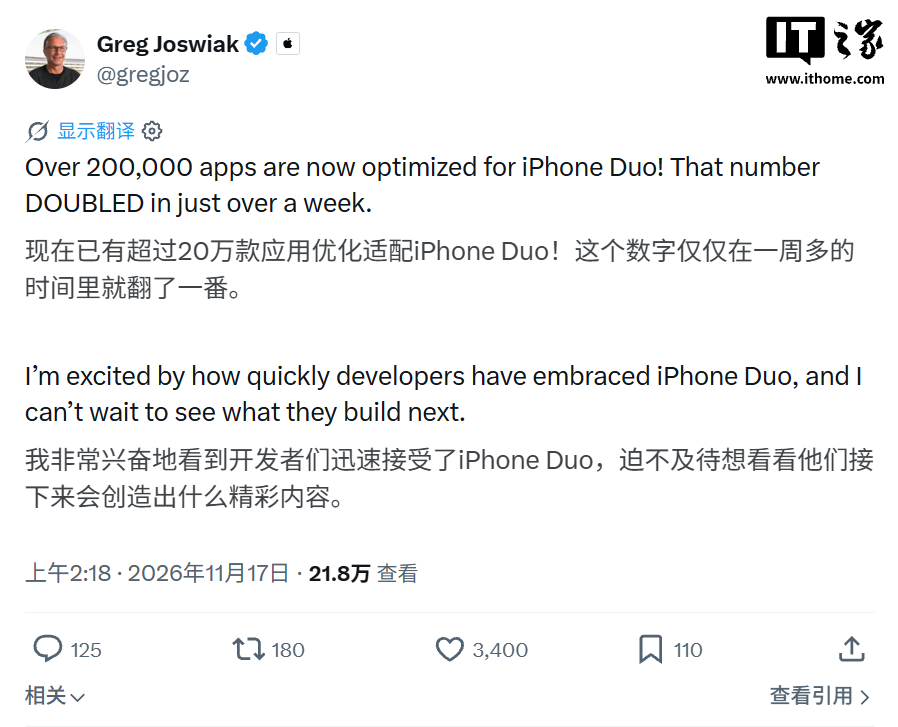 Greg Joswiak
@gregjoz
IT之家
www.ithome.com
显示翻译
Over 200,000 apps are now optimized for iPhone Duo! That number
DOUBLED in just over a week.
现在已有超过20万款应用优化适配iPhone Duo！这个数字仅仅在一周多的
时间里就翻了一番。
I’m excited by how quickly developers have embraced iPhone Duo, and I
can’t wait to see what they build next.
我非常兴奋地看到开发者们迅速接受了iPhone Duo，迫不及待想看看他们接
下来会创造出什么精彩内容。
上午2:18 · 2026年11月17日 · 21.8万 查看
125 180 3,400 110
相关 查看引用